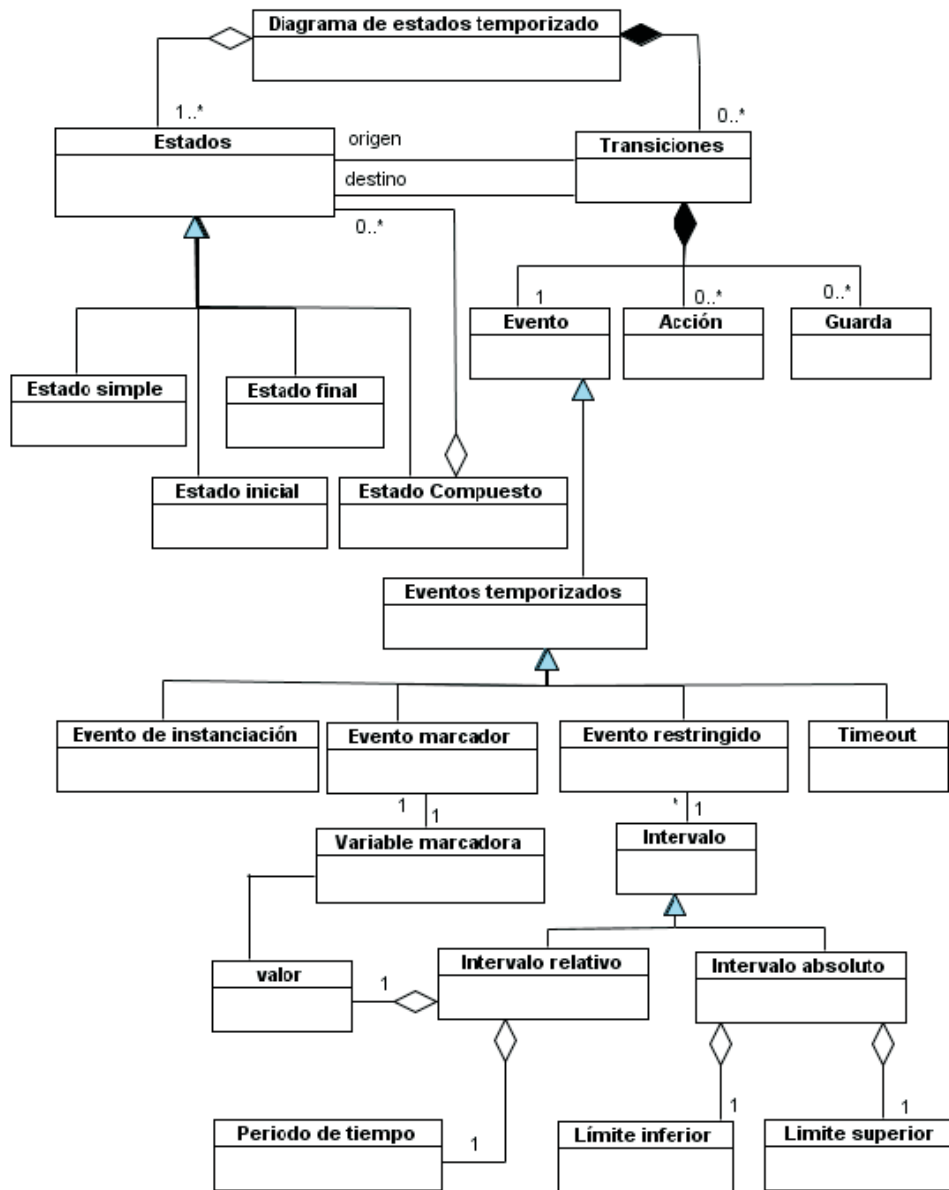 Diagrama de estados temporizado
1..*
0..*
Estados
origen
Transiciones
destino
0..*
1
0..*
0..*
Evento
Acción
Guarda
Estado simple
Estado final
Estado inicial
Estado Compuesto
Eventos temporizados
Evento de instanciación
Evento marcador
Evento restringido
Timeout
1
1
*
1
Variable marcadora
Intervalo
valor
1
Intervalo relativo
Intervalo absoluto
Periodo de tiempo
1
1
1
Límite inferior
Limite superior